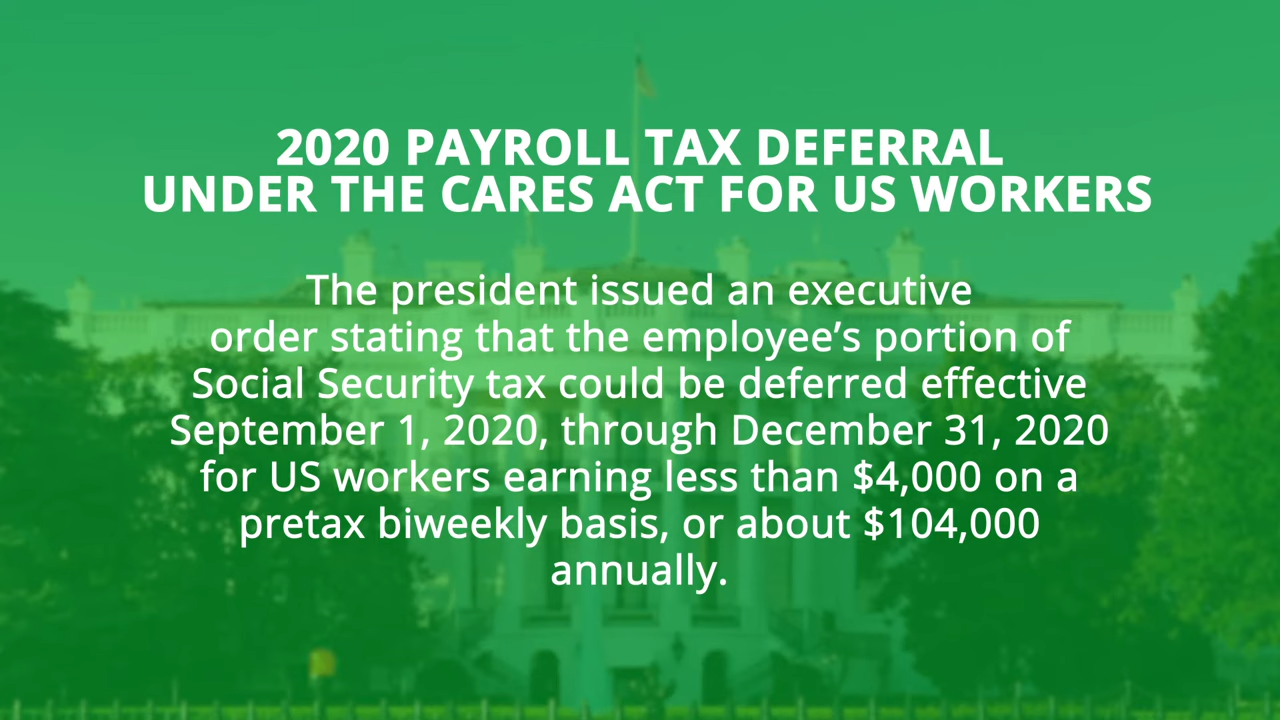 2020 PAYROLL TAX DEFERRAL
UNDER THE CARES ACT FOR US WORKERS
The president issued an executive
order stating that the employee’s portion of
Social Security tax could be deferred effective
September 1, 2020, through December 31, 2020
for US workers earning less than $4,000 on a
pretax biweekly basis, or about $104,000
annually.